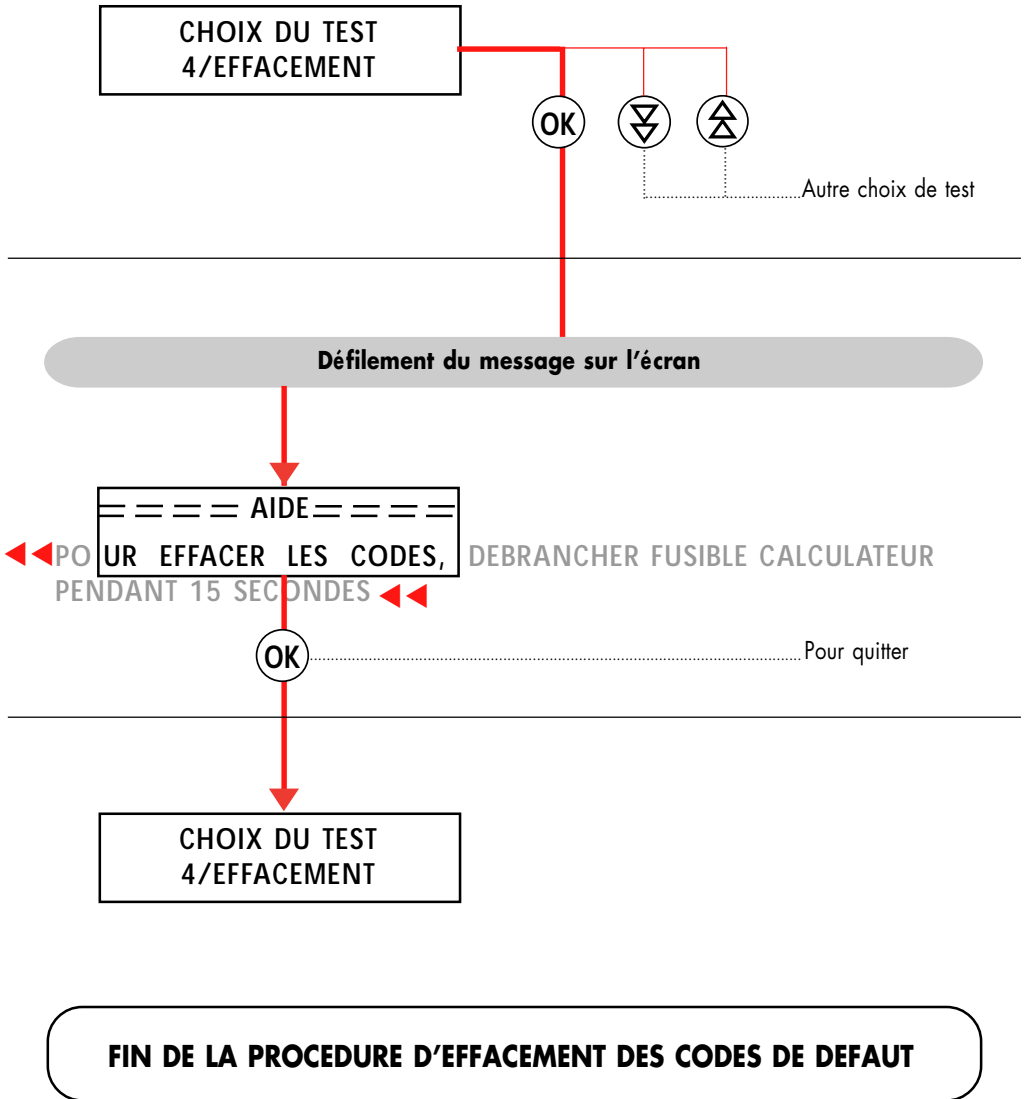 CHOIX DU TEST
4/EFFACEMENT
OK
Autre choix de test
Défilement du message sur l'écran
AIDE
POUR EFFACER LES CODES, DEBRANCHER FUSIBLE CALCULATEUR
PENDANT 15 SECONDES
OK
Pour quitter
CHOIX DU TEST
4/EFFACEMENT
FIN DE LA PROCEDURE D'EFFACEMENT DES CODES DE DEFAUT